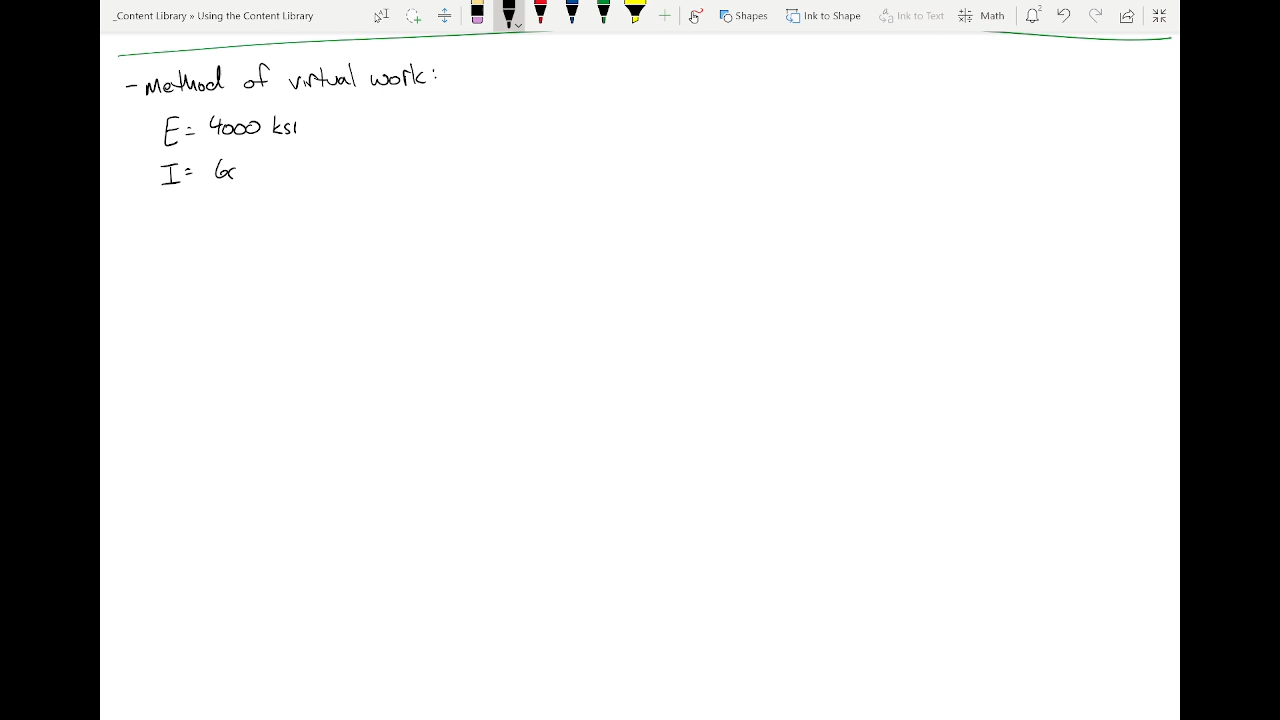 _Content Library » Using the Content Library Shapes Ink to Shape Ink to Text Math
- Method of virtual work:
E = 4000 ksi
I = 6